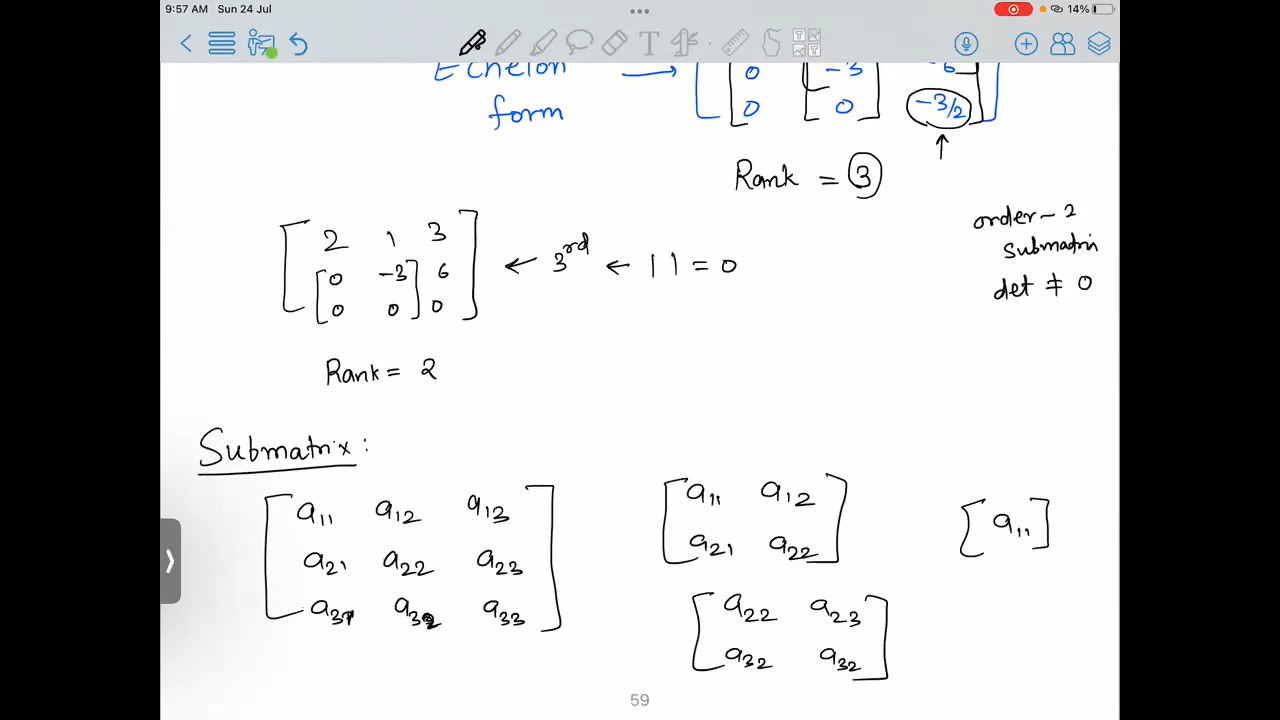 9:57 AM Sun 24 Jul
14%
T
Echelon → 0 -3 -6
form 0 0 -3/2
↑
Rank = 3
order - 2
submatrix
det ≠ 0
2 1 3
0 -3 6 ← 3rd ← | | = 0
0 0 0
Rank = 2
Submatrix:
a11 a12 a13
a21 a22 a23
a31 a32 a33
a11 a12
a21 a22
a22 a23
a32 a32
[a11]
59